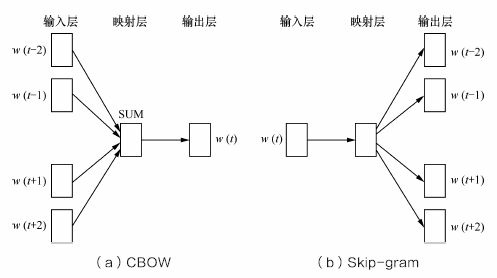 输入层 映射层 输出层
w (t−2)
w (t−1)
SUM
w (t)
w (t+1)
w (t+2)
(a) CBOW
输入层 映射层 输出层
w (t−2)
w (t−1)
w (t)
w (t+1)
w (t+2)
(b) Skip-gram